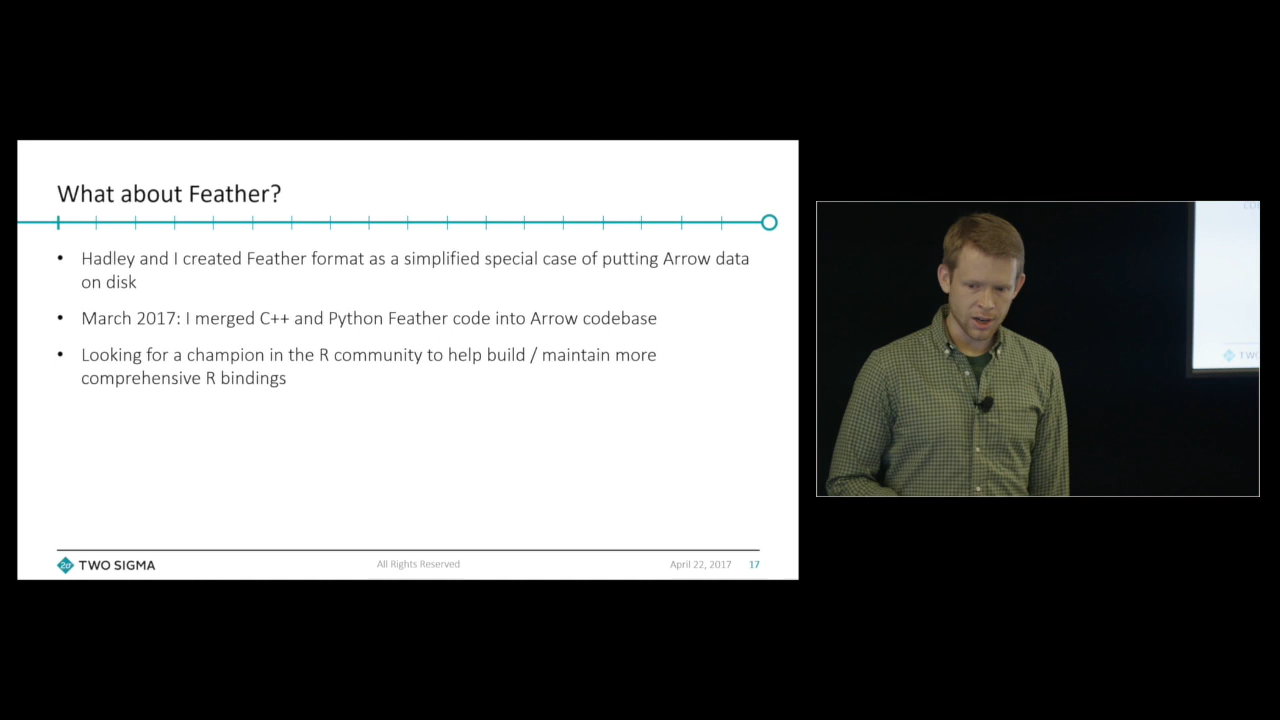 What about Feather?
• Hadley and I created Feather format as a simplified special case of putting Arrow data
on disk
• March 2017: I merged C++ and Python Feather code into Arrow codebase
• Looking for a champion in the R community to help build / maintain more
comprehensive R bindings
2σ TWO SIGMA
All Rights Reserved
April 22, 2017 17